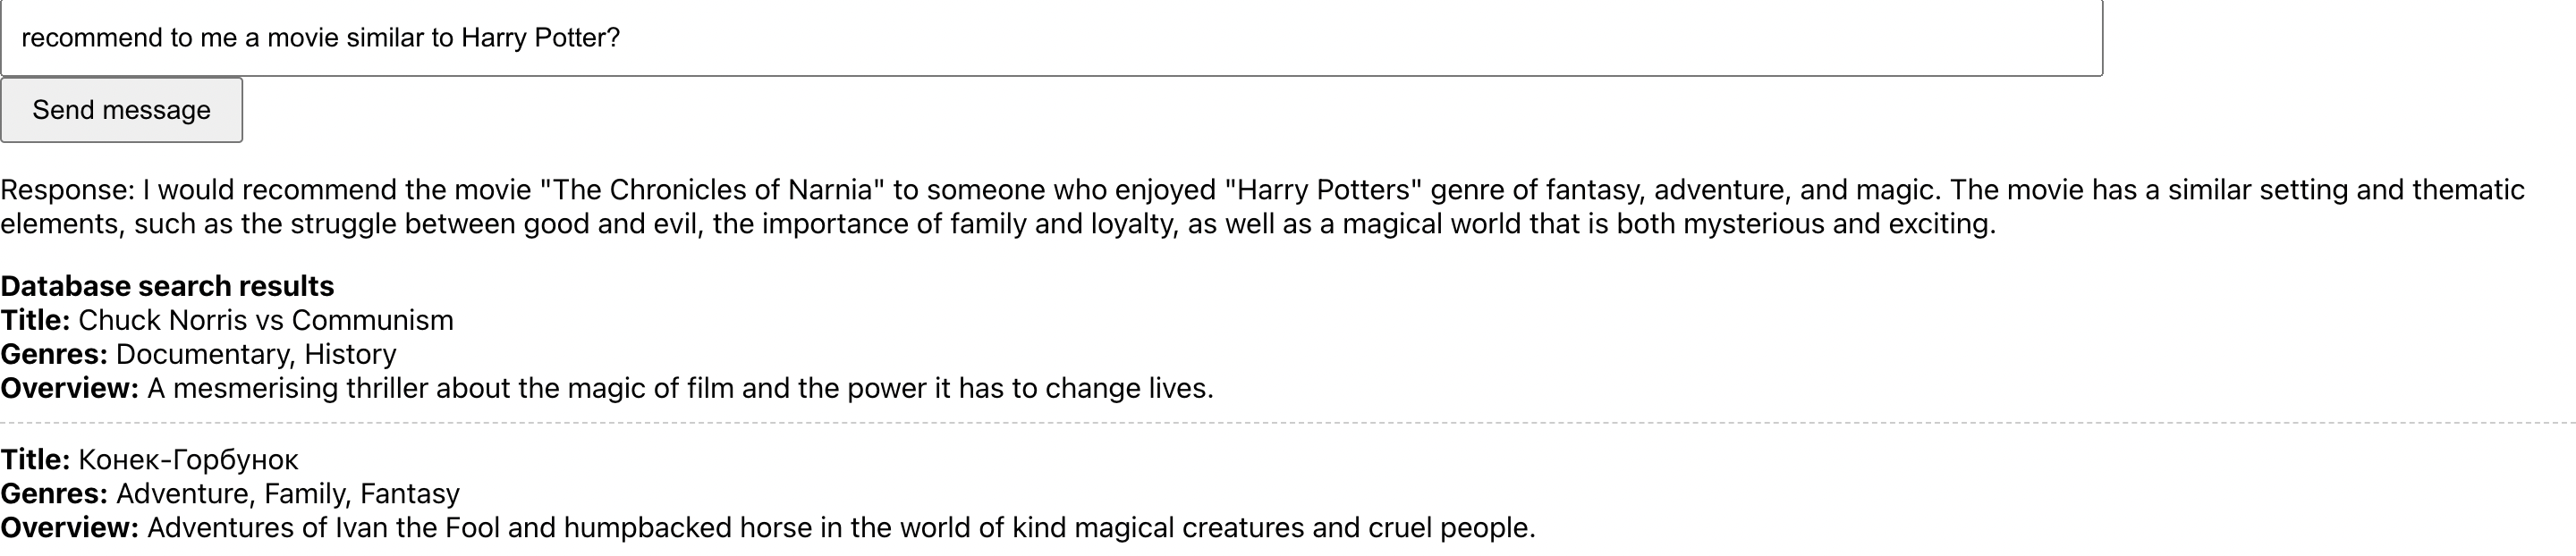 recommend to me a movie similar to Harry Potter?
Send message
Response: I would recommend the movie "The Chronicles of Narnia" to someone who enjoyed "Harry Potters" genre of fantasy, adventure, and magic. The movie has a similar setting and thematic
elements, such as the struggle between good and evil, the importance of family and loyalty, as well as a magical world that is both mysterious and exciting.
Database search results
Title: Chuck Norris vs Communism
Genres: Documentary, History
Overview: A mesmerising thriller about the magic of film and the power it has to change lives.
Title: Конек-Горбунок
Genres: Adventure, Family, Fantasy
Overview: Adventures of Ivan the Fool and humpbacked horse in the world of kind magical creatures and cruel people.